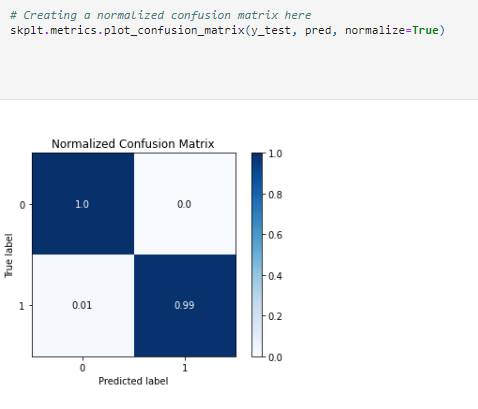 # Creating a normalized confusion matrix here
skplt.metrics.plot_confusion_matrix(y_test, pred, normalize=True)
Normalized Confusion Matrix
1.0
0.8
0.6
0.4
0.2
0.0
True label
0
1
1.0
0.0
0.01
0.99
0
1
Predicted label